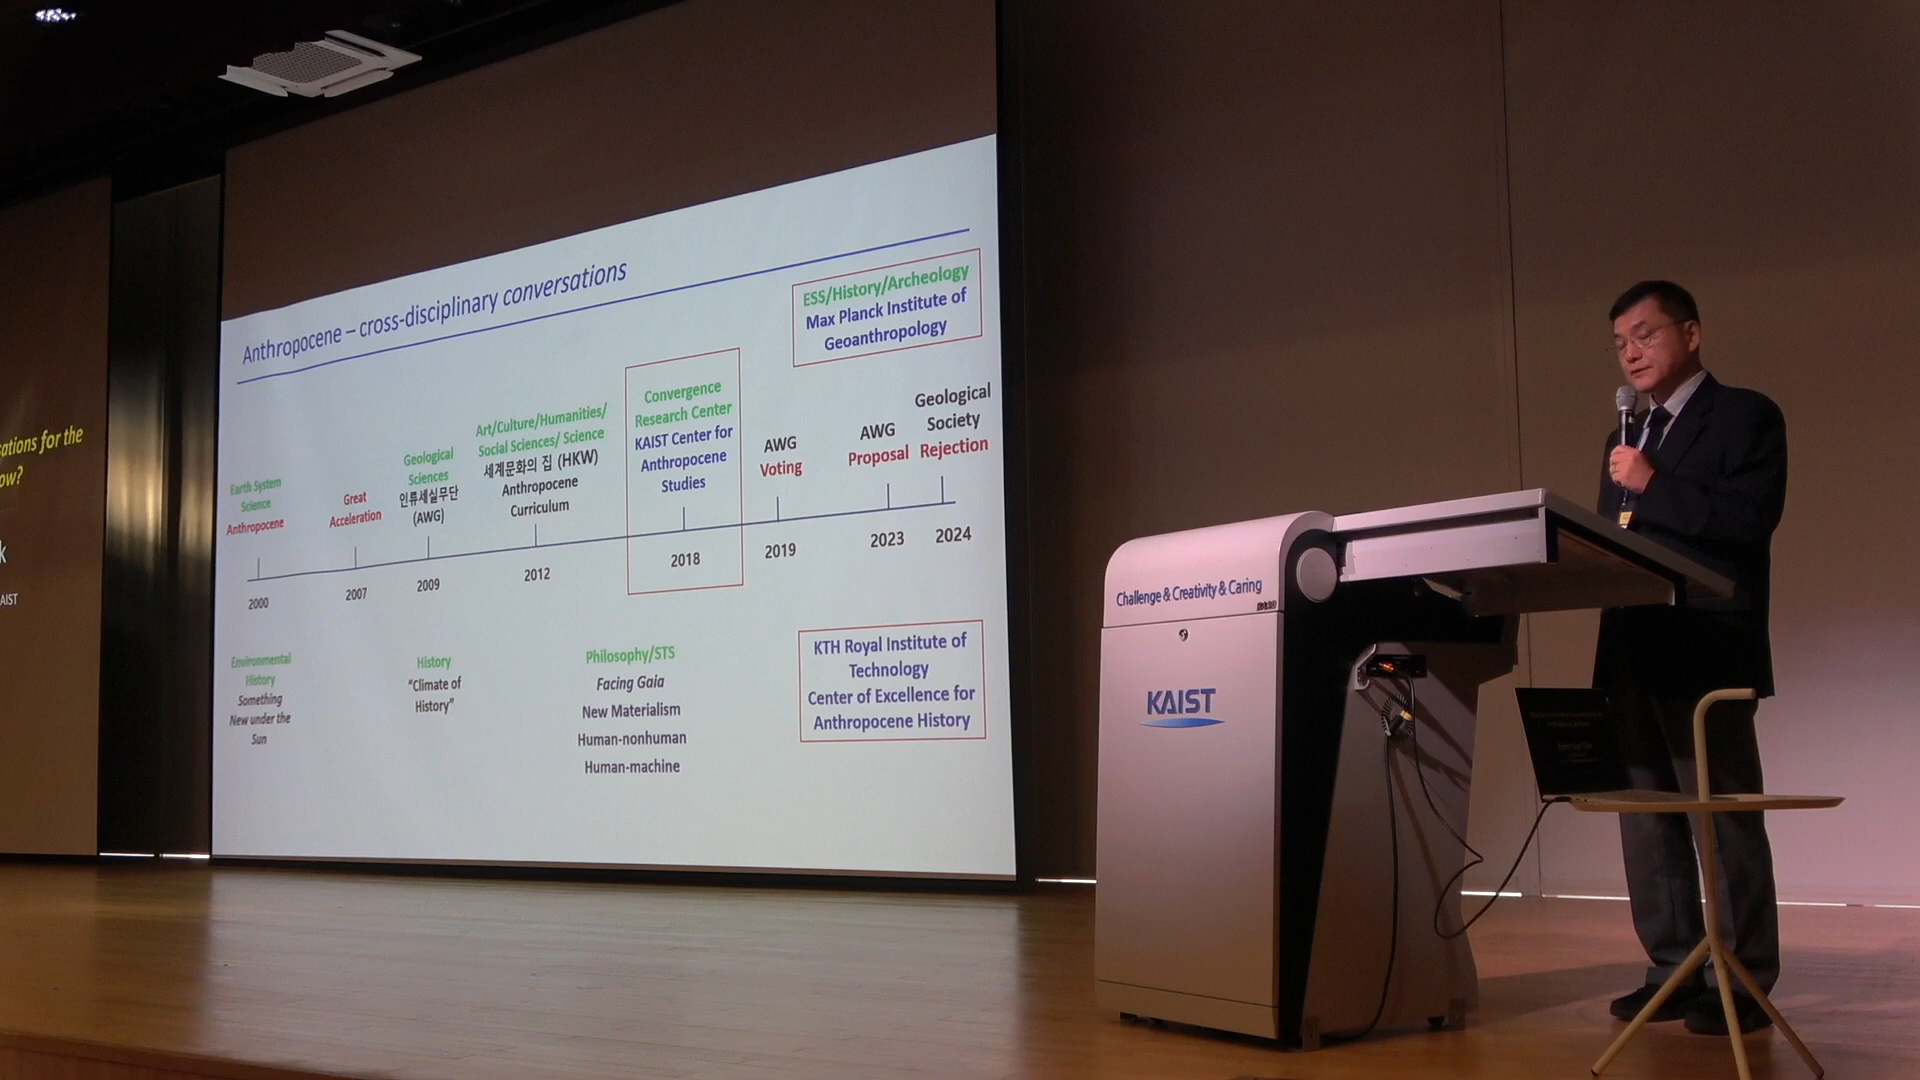 sations for the
ow?
k
AIST
Anthropocene – cross-disciplinary conversations
ESS/History/Archeology
Max Planck Institute of
Geoanthropology
Earth System
Science
Anthropocene
Great
Acceleration
Geological
Sciences
인류세실무단
(AWG)
Art/Culture/Humanities/
Social Sciences/ Science
세계문화의 집 (HKW)
Anthropocene
Curriculum
Convergence
Research Center
KAIST Center for
Anthropocene
Studies
AWG
Voting
AWG
Proposal
Geological
Society
Rejection
2000
2007
2009
2012
2018
2019
2023
2024
Environmental
History
Something
New under the
Sun
History
“Climate of
History”
Philosophy/STS
Facing Gaia
New Materialism
Human-nonhuman
Human-machine
KTH Royal Institute of
Technology
Center of Excellence for
Anthropocene History
Challenge & Creativity & Caring
KAIST